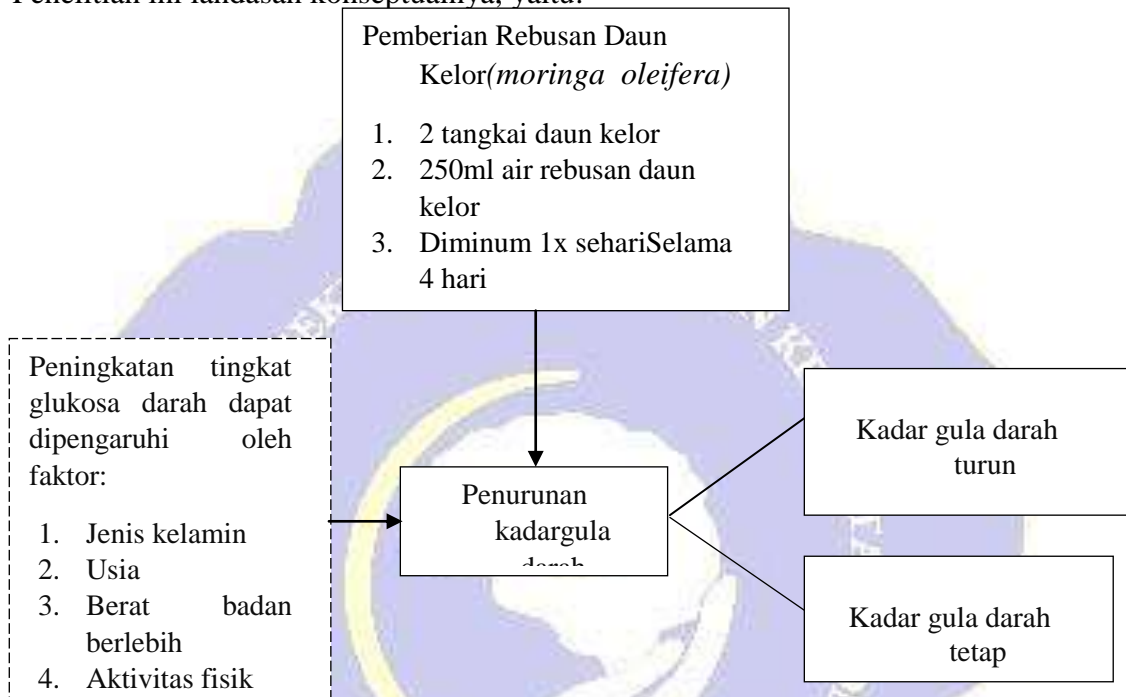 Penelitian ini landasan konseptualnya, yaitu:
Pemberian Rebusan Daun
Kelor(moringa oleifera)
1. 2 tangkai daun kelor
2. 250ml air rebusan daun
kelor
3. Diminum 1x sehariSelama
4 hari
Peningkatan tingkat
glukosa darah dapat
dipengaruhi oleh
faktor:
1. Jenis kelamin
2. Usia
3. Berat badan
berlebih
4. Aktivitas fisik
Penurunan
kadargula
darah
Kadar gula darah
turun
Kadar gula darah
tetap